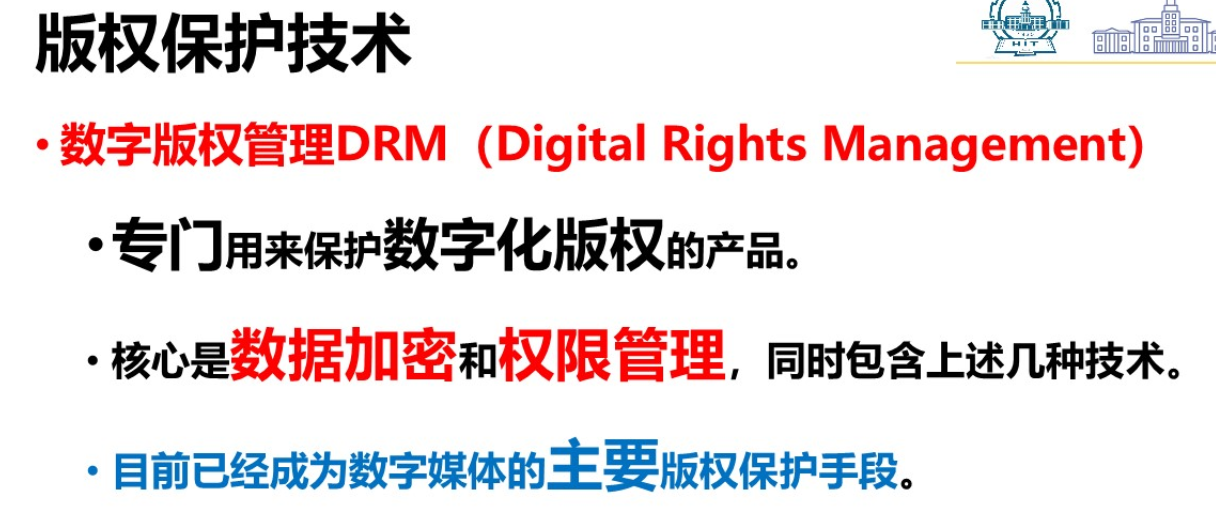 版权保护技术
HIT
• 数字版权管理DRM（Digital Rights Management）
• 专门用来保护数字化版权的产品。
• 核心是数据加密和权限管理，同时包含上述几种技术。
• 目前已经成为数字媒体的主要版权保护手段。